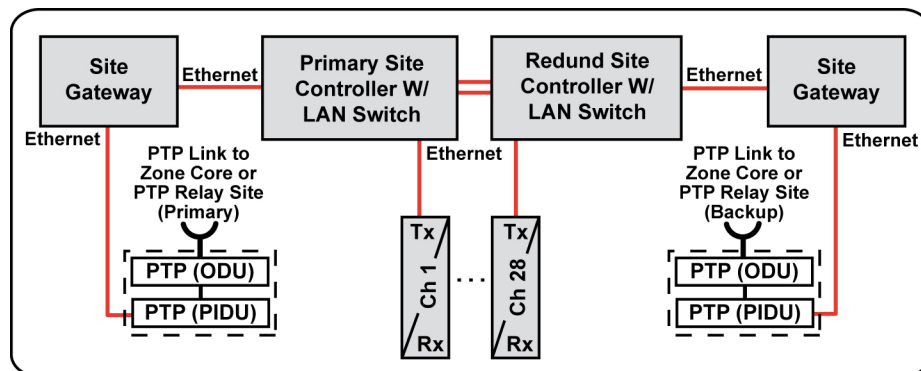 Site
Gateway
Ethernet
Primary Site
Controller W/
LAN Switch
Redund Site
Controller W/
LAN Switch
Ethernet
Site
Gateway
Ethernet
Ethernet
Ethernet
PTP Link to
Zone Core or
PTP Relay Site
(Primary)
PTP (ODU)
PTP (PIDU)
Tx
Ch 1
Rx
...
Tx
Ch 28
Rx
PTP Link to
Zone Core or
PTP Relay Site
(Backup)
PTP (ODU)
PTP (PIDU)